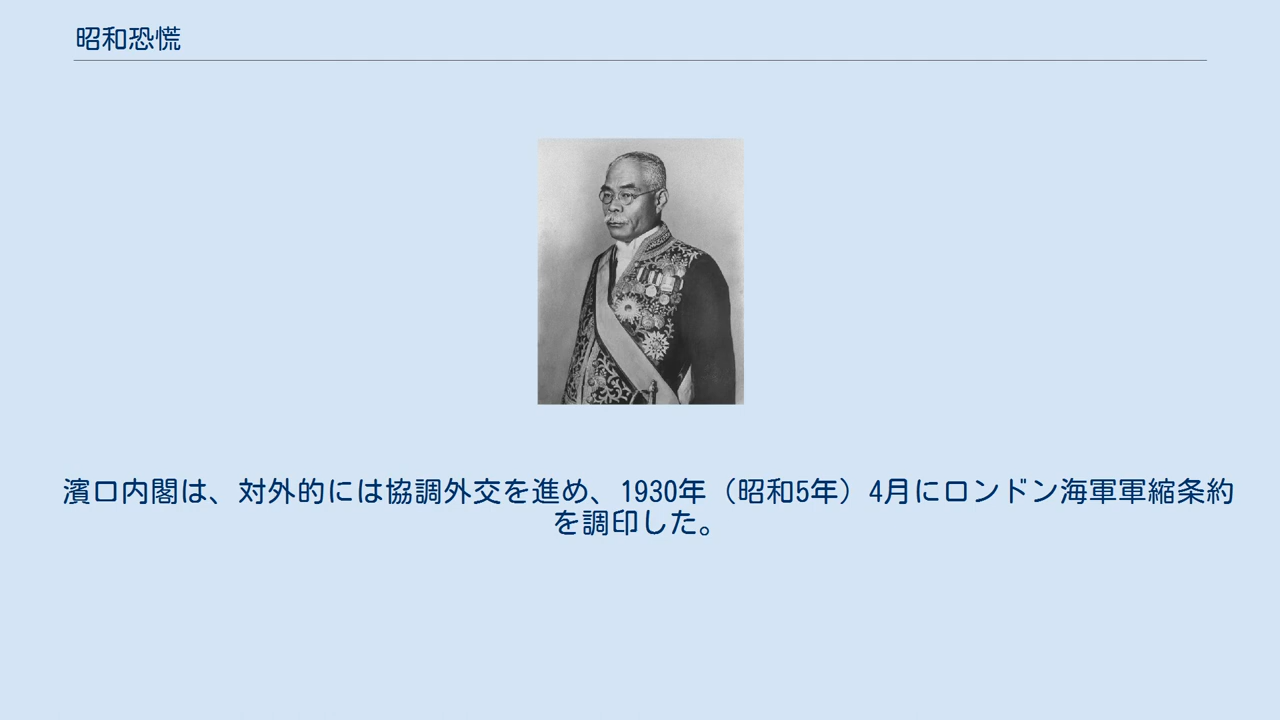 昭和恐慌
濱口内閣は、対外的には協調外交を進め、1930年（昭和5年）4月にロンドン海軍軍縮条約
を調印した。